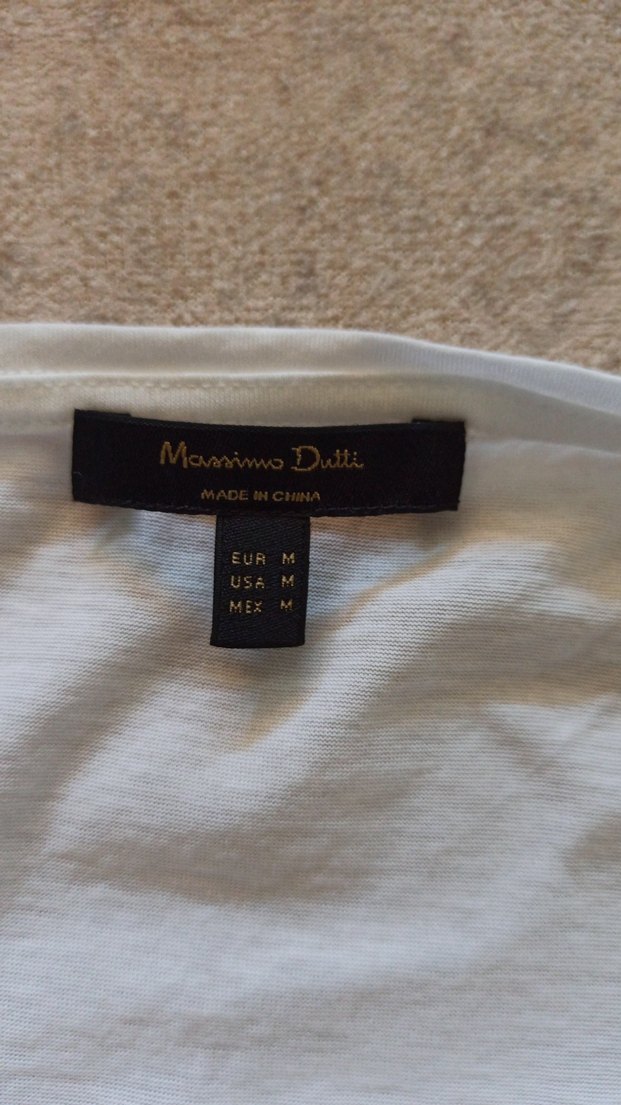 Massimo Dutti
MADE IN CHINA
EUR M
USA M
MEX M